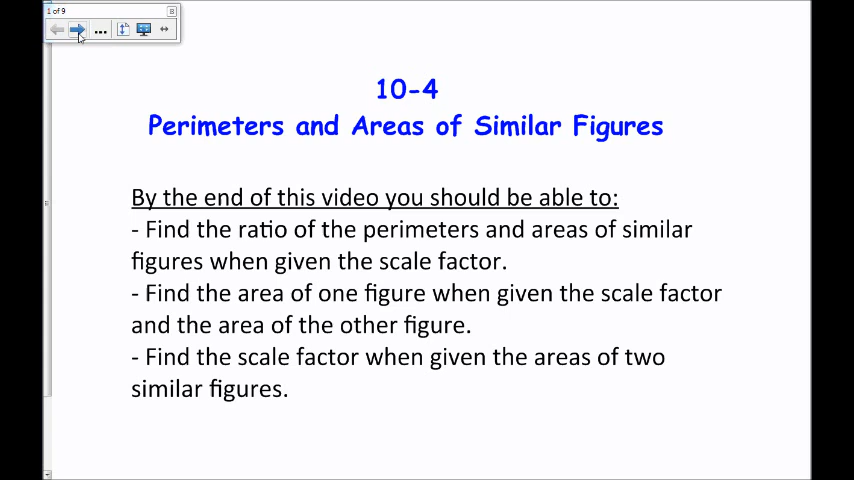 1 of 9
...
10-4
Perimeters and Areas of Similar Figures
By the end of this video you should be able to:
- Find the ratio of the perimeters and areas of similar
figures when given the scale factor.
- Find the area of one figure when given the scale factor
and the area of the other figure.
- Find the scale factor when given the areas of two
similar figures.